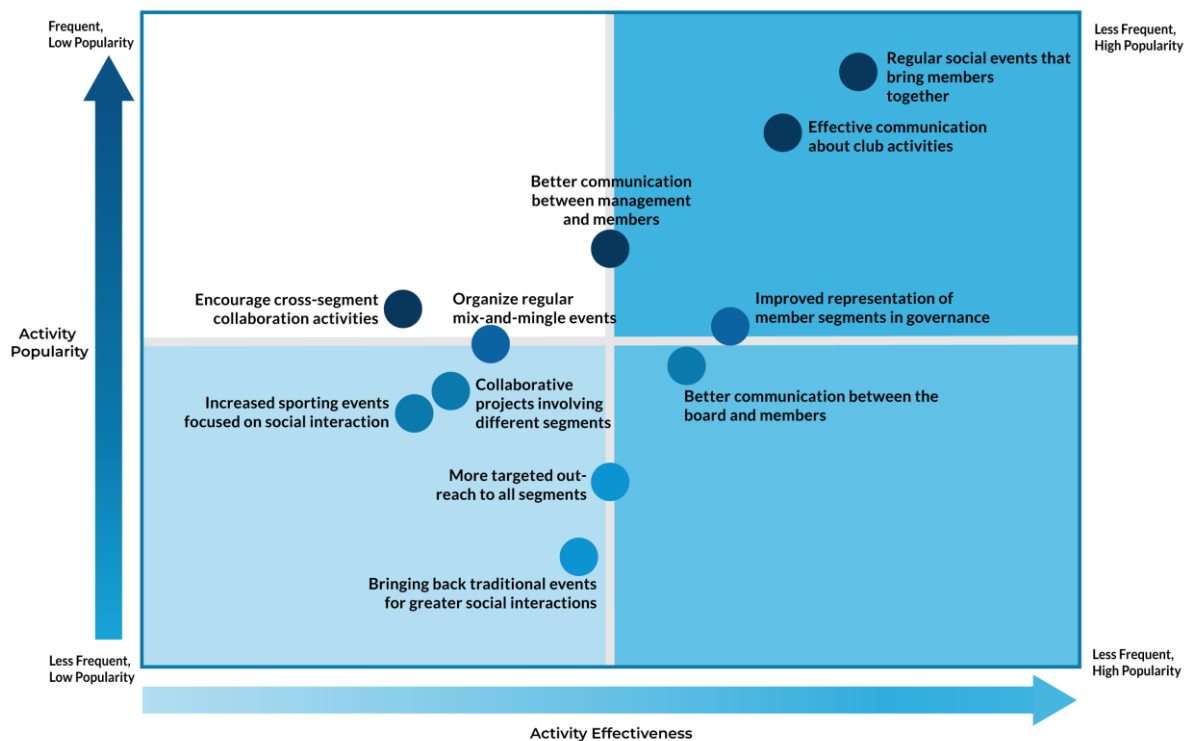 Frequent,
Low Popularity
Less Frequent,
High Popularity
Regular social events that
bring members
together
Effective communication
about club activities
Better communication
between management
and members
Encourage cross-segment
collaboration activities
Organize regular
mix-and-mingle events
Improved representation of
member segments in governance
Activity
Popularity
Increased sporting events
focused on social interaction
Collaborative
projects involving
different segments
Better communication between the
board and members
More targeted out-
reach to all segments
Bringing back traditional events
for greater social interactions
Less Frequent,
Low Popularity
Less Frequent,
High Popularity
Activity Effectiveness